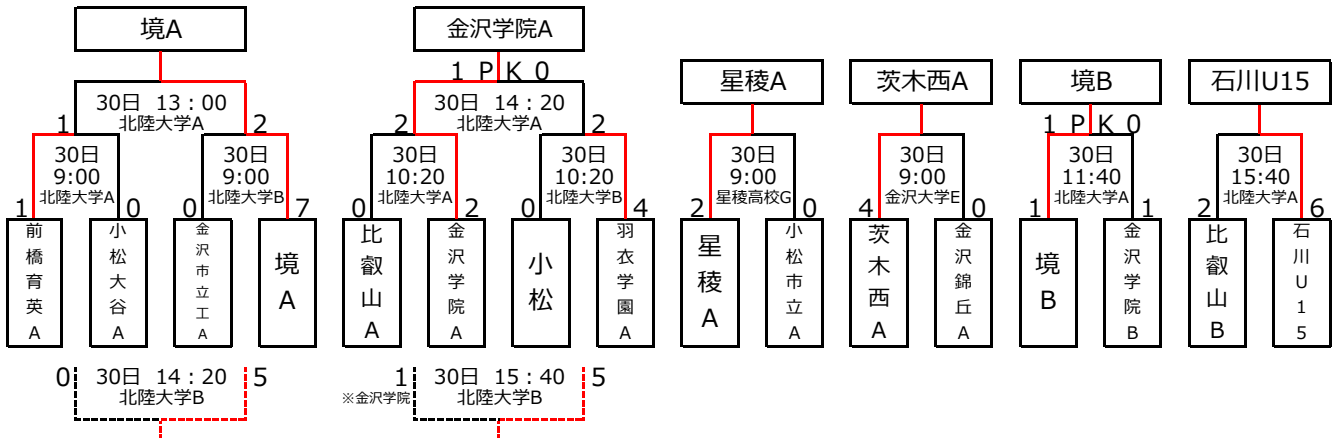 境A
金沢学院A
1 P K 0
星稜A
茨木西A
境B
石川U15
1 P K 0
30日 13：00
北陸大学A
1
2
30日 14：20
北陸大学A
2
2
30日
9:00
北陸大学A
1
0
30日
9:00
北陸大学B
0
7
30日
10:20
北陸大学A
0
2
30日
10:20
北陸大学B
0
4
30日
9:00
星稜高校G
2
0
30日
9:00
金沢大学E
4
0
30日
11:40
北陸大学A
1
1
30日
15:40
北陸大学A
2
6
前橋育英A
小松大谷A
金沢市立工A
境A
比叡山A
金沢学院A
小松
羽衣学園A
星稜A
小松市立A
茨木西A
金沢錦丘A
境B
金沢学院B
比叡山B
石川U15
0
30日 14：20
北陸大学B
5
1
※金沢学院
30日 15：40
北陸大学B
5